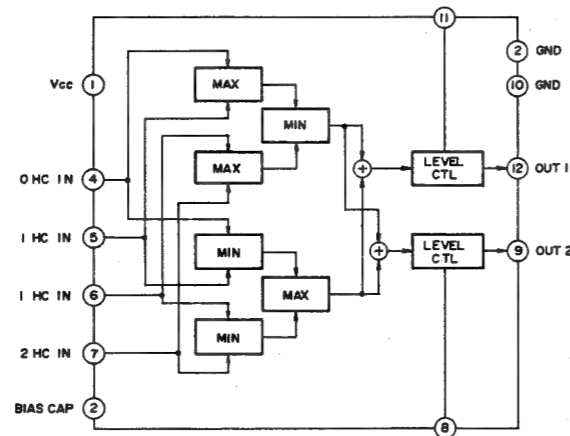 11
2 GND
Vcc 1
MAX
10 GND
MIN
LEVEL
CTL
MAX
12 OUT 1
0 HC IN 4
+
1 HC IN 5
MIN
LEVEL
CTL
+
9 OUT 2
1 HC IN 6
MAX
MIN
2 HC IN 7
BIAS CAP 2
8